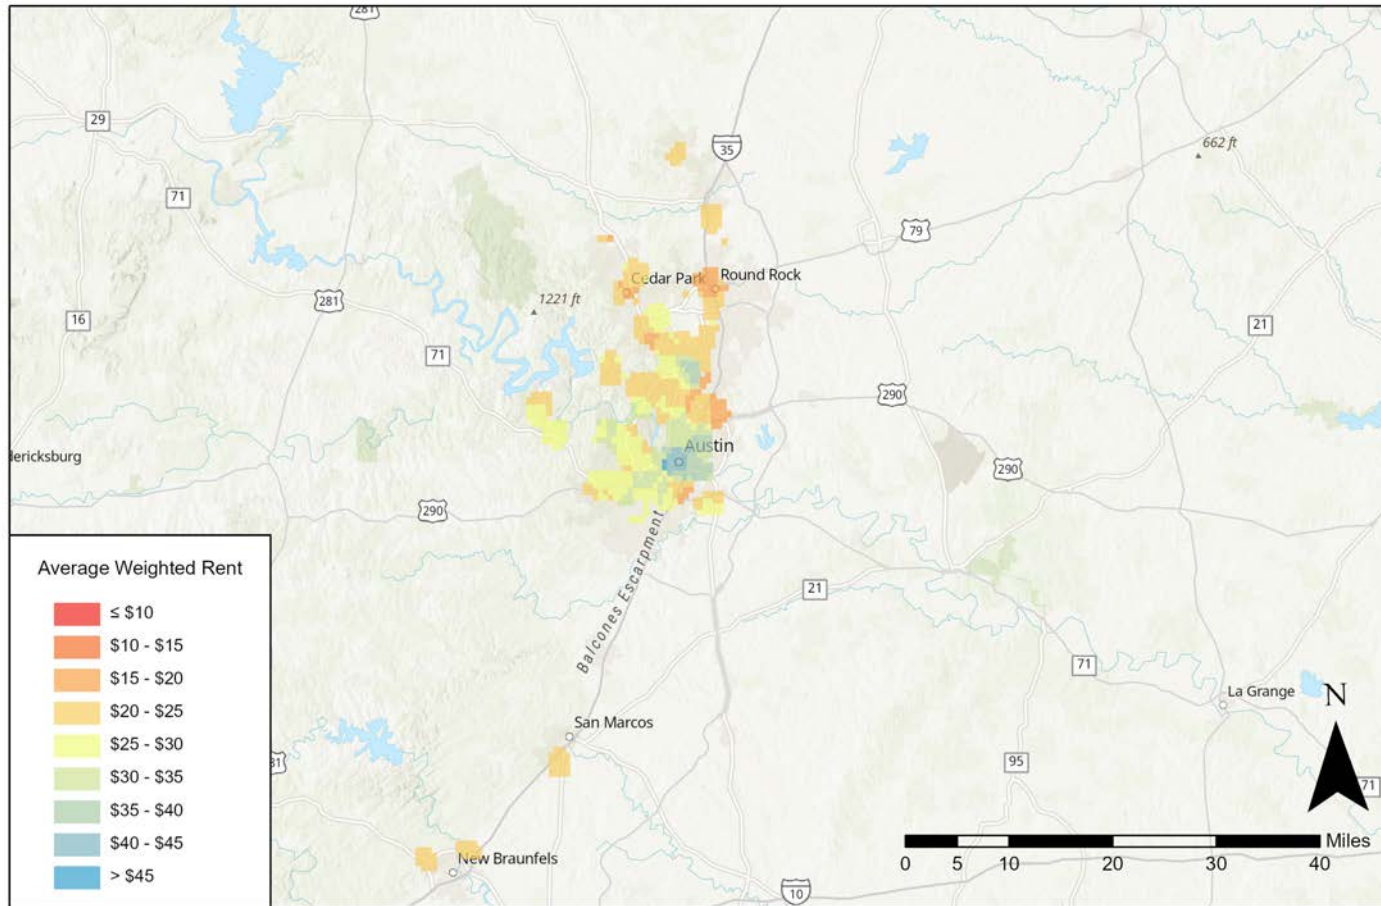 281
29
35
662 ft
71
79
Cedar Park
Round Rock
1221 ft
281
16
21
71
290
Austin
dericksburg
290
290
Balcones Escarpment
Average Weighted Rent
≤ $10
$10 - $15
$15 - $20
$20 - $25
$25 - $30
$30 - $35
$35 - $40
$40 - $45
> $45
21
71
La Grange
N
San Marcos
81
95
71
New Braunfels
10
Miles
0 5 10 20 30 40